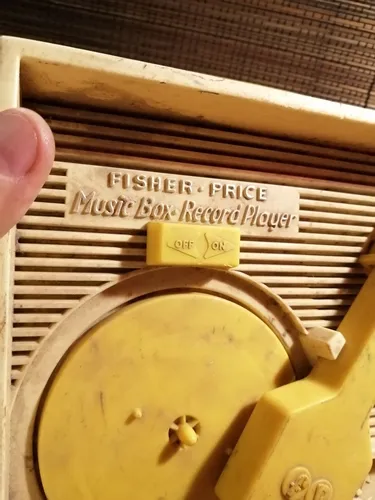 FISHER-PRICE
Music Box Record Player
OFF ON